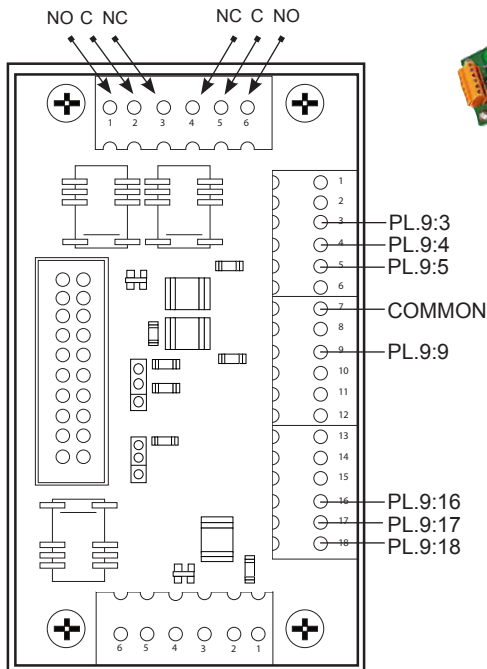 NO C NC NC C NO
1 2 3 4 5 6
1
2
3 PL.9:3
4 PL.9:4
5 PL.9:5
6
7 COMMON
8
9 PL.9:9
10
11
12
13
14
15
16 PL.9:16
17 PL.9:17
18 PL.9:18
6 5 4 3 2 1